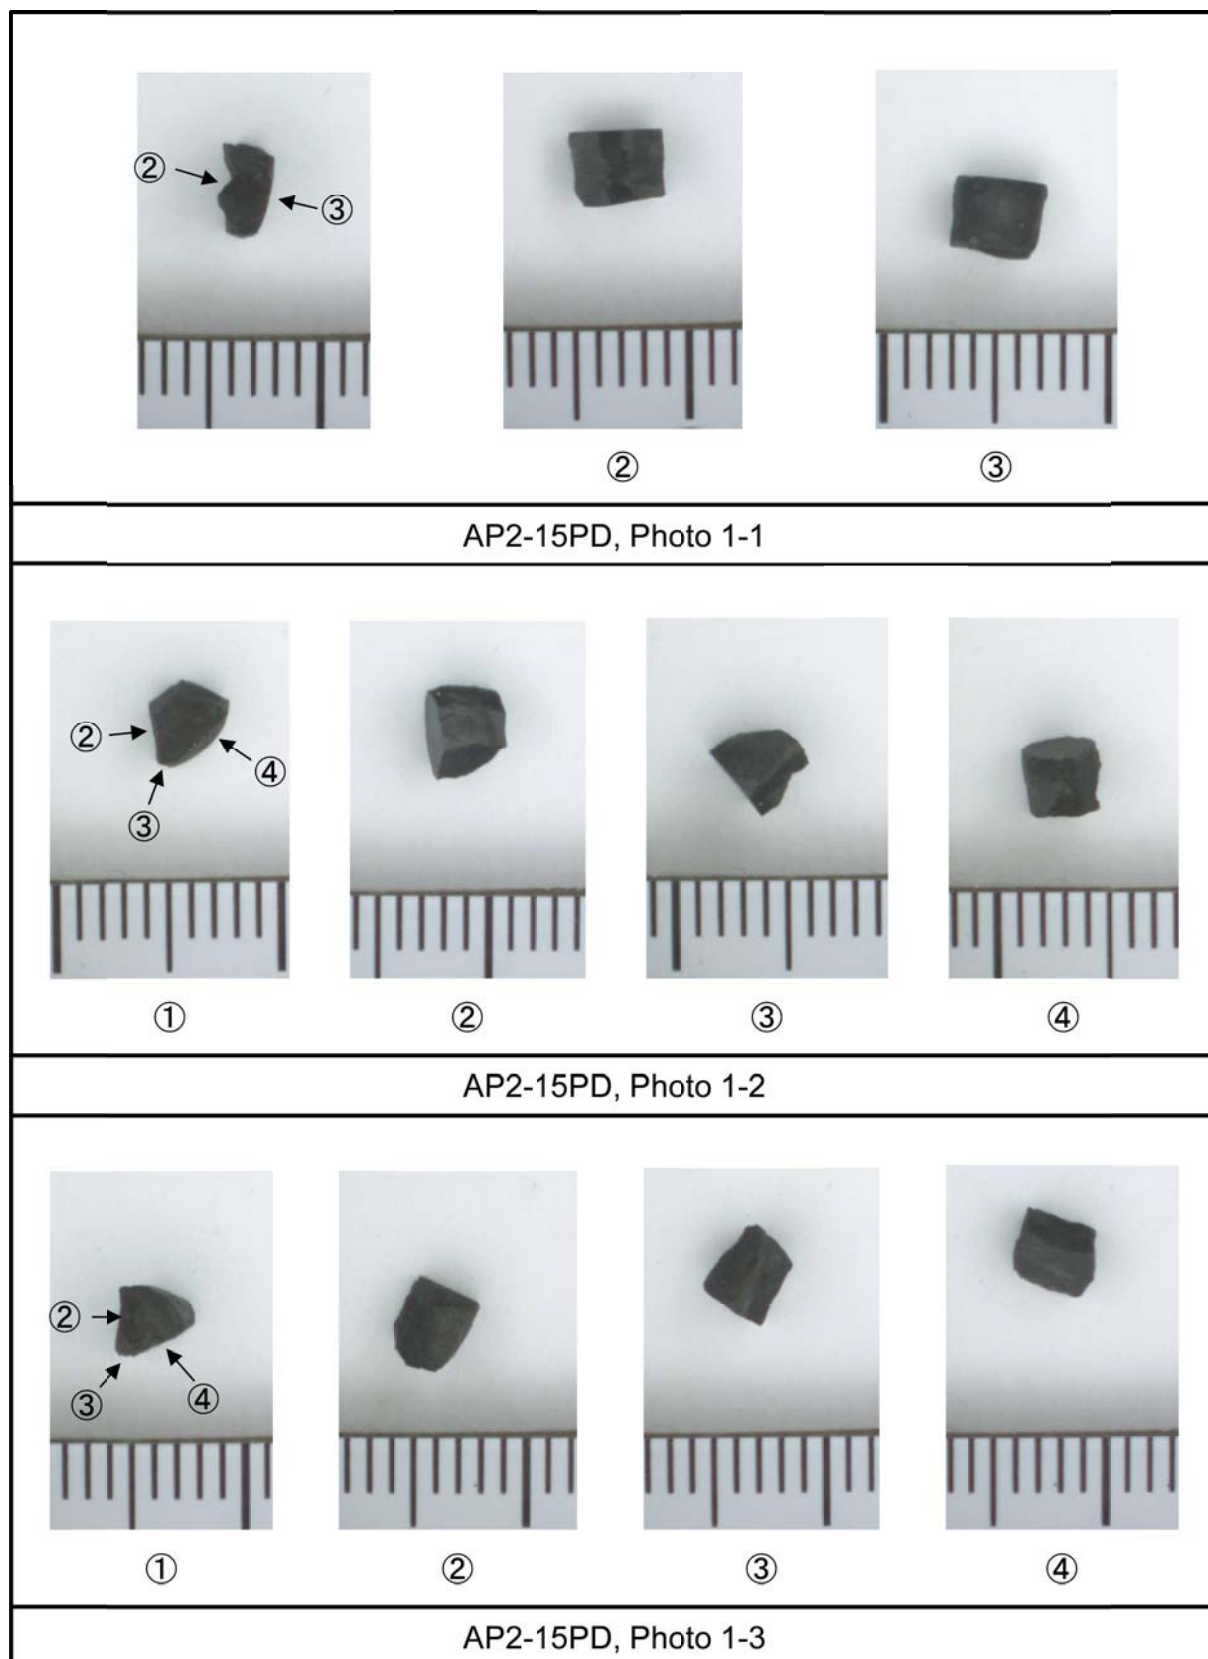 ②
③
② ③
AP2-15PD, Photo 1-1
②
④
③
① ② ③ ④
AP2-15PD, Photo 1-2
②
③ ④
① ② ③ ④
AP2-15PD, Photo 1-3